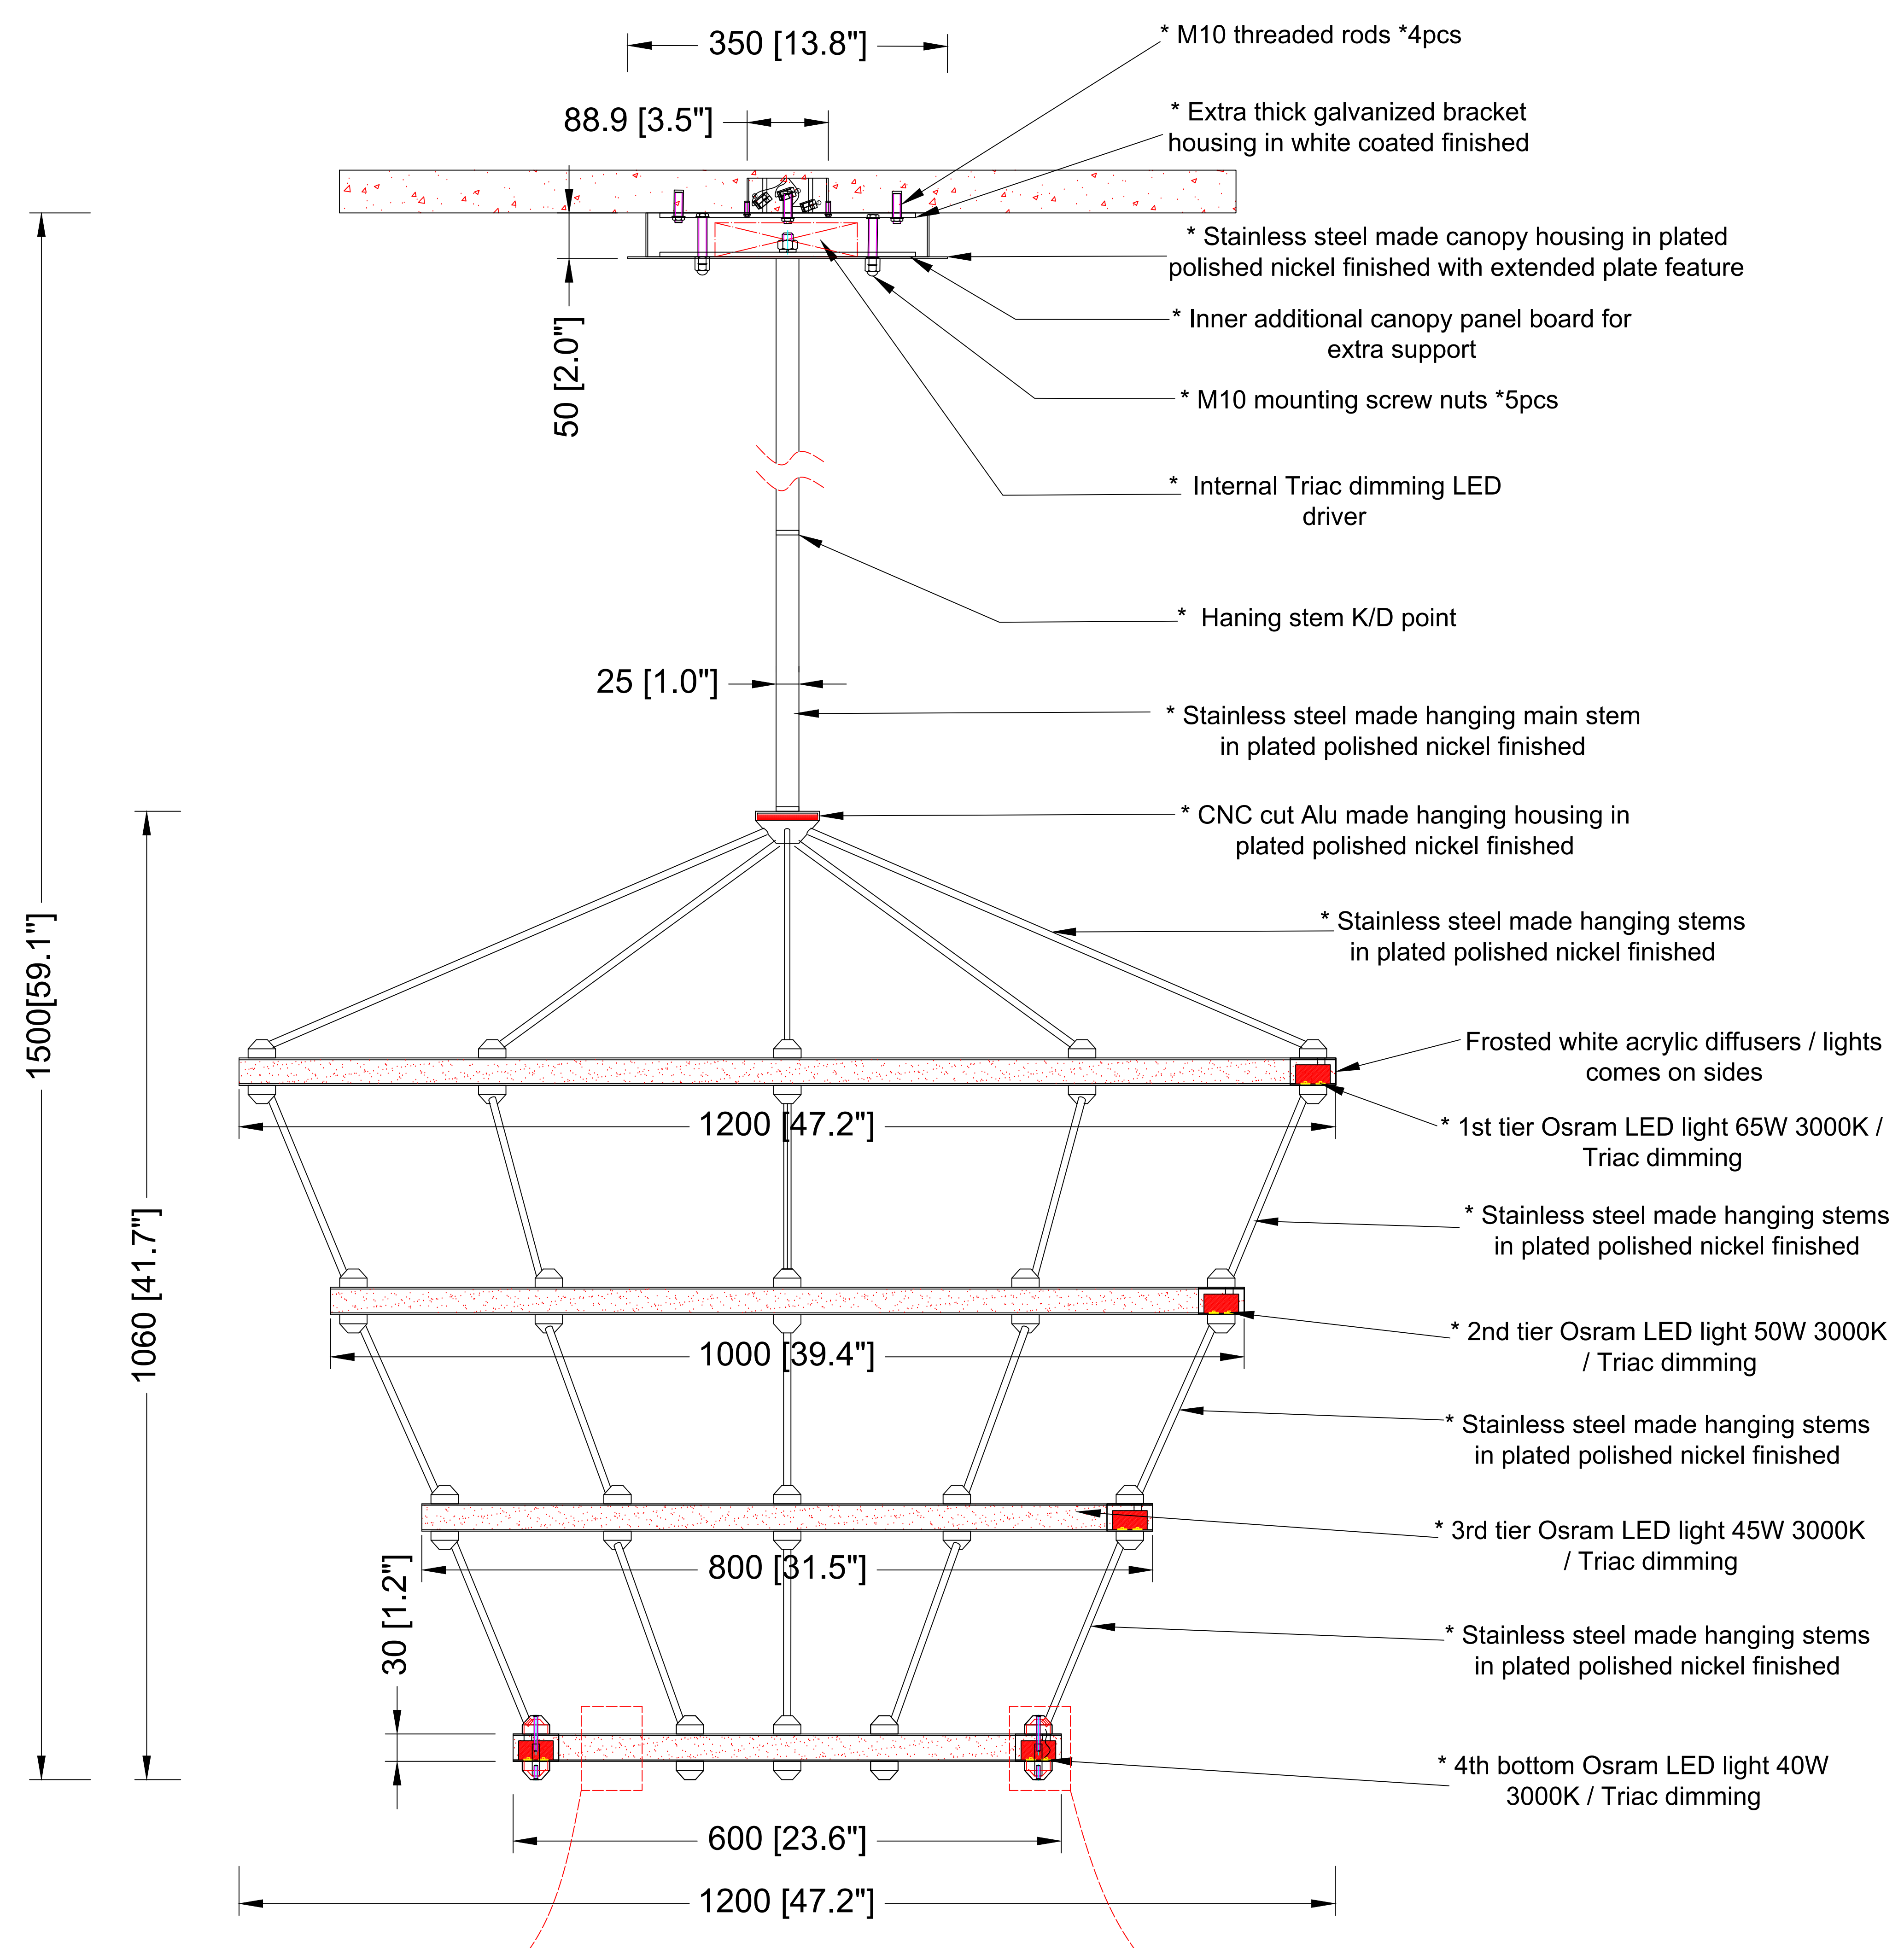 350 [13.8"]
* M10 threaded rods *4pcs
88.9 [3.5"]
* Extra thick galvanized bracket
housing in white coated finished
* Stainless steel made canopy housing in plated
polished nickel finished with extended plate feature
50 [2.0"]
* Inner additional canopy panel board for
extra support
* M10 mounting screw nuts *5pcs
* Internal Triac dimming LED
driver
* Haning stem K/D point
25 [1.0"]
* Stainless steel made hanging main stem
in plated polished nickel finished
* CNC cut Alu made hanging housing in
plated polished nickel finished
* Stainless steel made hanging stems
in plated polished nickel finished
1500[59.1"]
1060 [41.7"]
Frosted white acrylic diffusers / lights
comes on sides
1200 [47.2"]
* 1st tier Osram LED light 65W 3000K /
Triac dimming
* Stainless steel made hanging stems
in plated polished nickel finished
1000 [39.4"]
* 2nd tier Osram LED light 50W 3000K
/ Triac dimming
* Stainless steel made hanging stems
in plated polished nickel finished
800 [31.5"]
* 3rd tier Osram LED light 45W 3000K
/ Triac dimming
30 [1.2"]
* Stainless steel made hanging stems
in plated polished nickel finished
* 4th bottom Osram LED light 40W
3000K / Triac dimming
600 [23.6"]
1200 [47.2"]